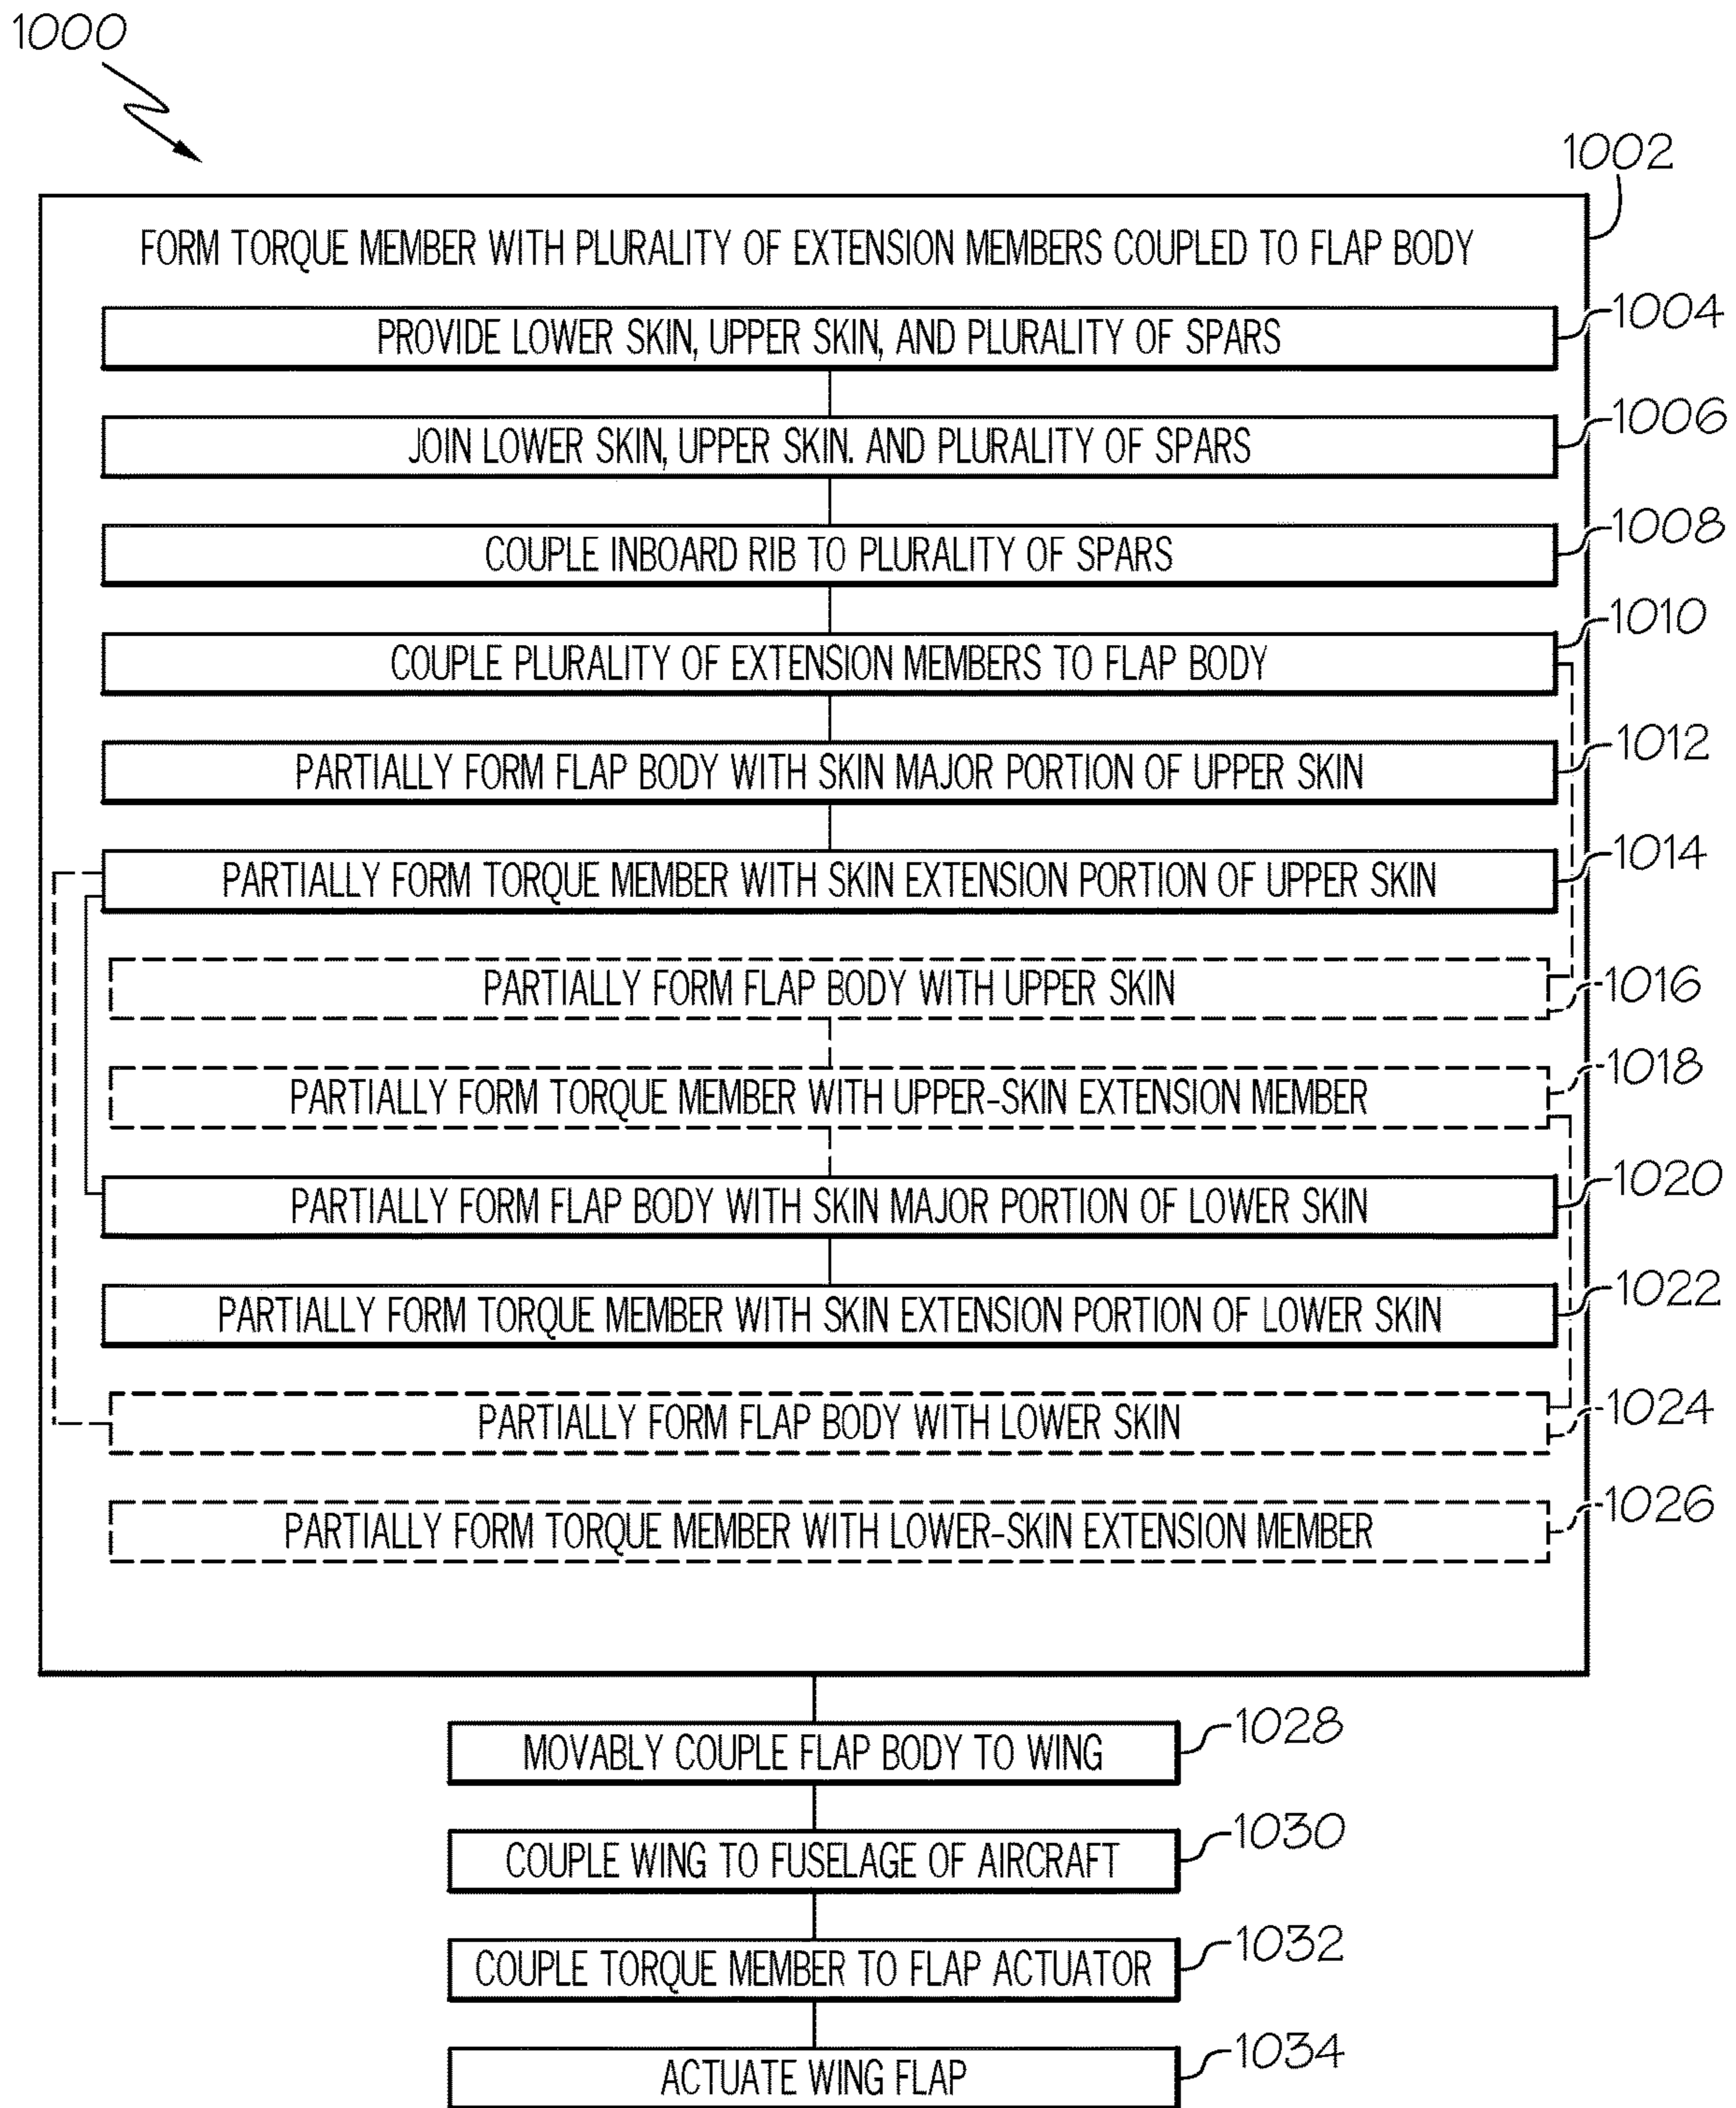 1000
1002
FORM TORQUE MEMBER WITH PLURALITY OF EXTENSION MEMBERS COUPLED TO FLAP BODY
PROVIDE LOWER SKIN, UPPER SKIN, AND PLURALITY OF SPARS
1004
JOIN LOWER SKIN, UPPER SKIN. AND PLURALITY OF SPARS
1006
COUPLE INBOARD RIB TO PLURALITY OF SPARS
1008
COUPLE PLURALITY OF EXTENSION MEMBERS TO FLAP BODY
1010
PARTIALLY FORM FLAP BODY WITH SKIN MAJOR PORTION OF UPPER SKIN
1012
PARTIALLY FORM TORQUE MEMBER WITH SKIN EXTENSION PORTION OF UPPER SKIN
1014
PARTIALLY FORM FLAP BODY WITH UPPER SKIN
1016
PARTIALLY FORM TORQUE MEMBER WITH UPPER-SKIN EXTENSION MEMBER
1018
PARTIALLY FORM FLAP BODY WITH SKIN MAJOR PORTION OF LOWER SKIN
1020
PARTIALLY FORM TORQUE MEMBER WITH SKIN EXTENSION PORTION OF LOWER SKIN
1022
PARTIALLY FORM FLAP BODY WITH LOWER SKIN
1024
PARTIALLY FORM TORQUE MEMBER WITH LOWER-SKIN EXTENSION MEMBER
1026
MOVABLY COUPLE FLAP BODY TO WING
1028
COUPLE WING TO FUSELAGE OF AIRCRAFT
1030
COUPLE TORQUE MEMBER TO FLAP ACTUATOR
1032
ACTUATE WING FLAP
1034